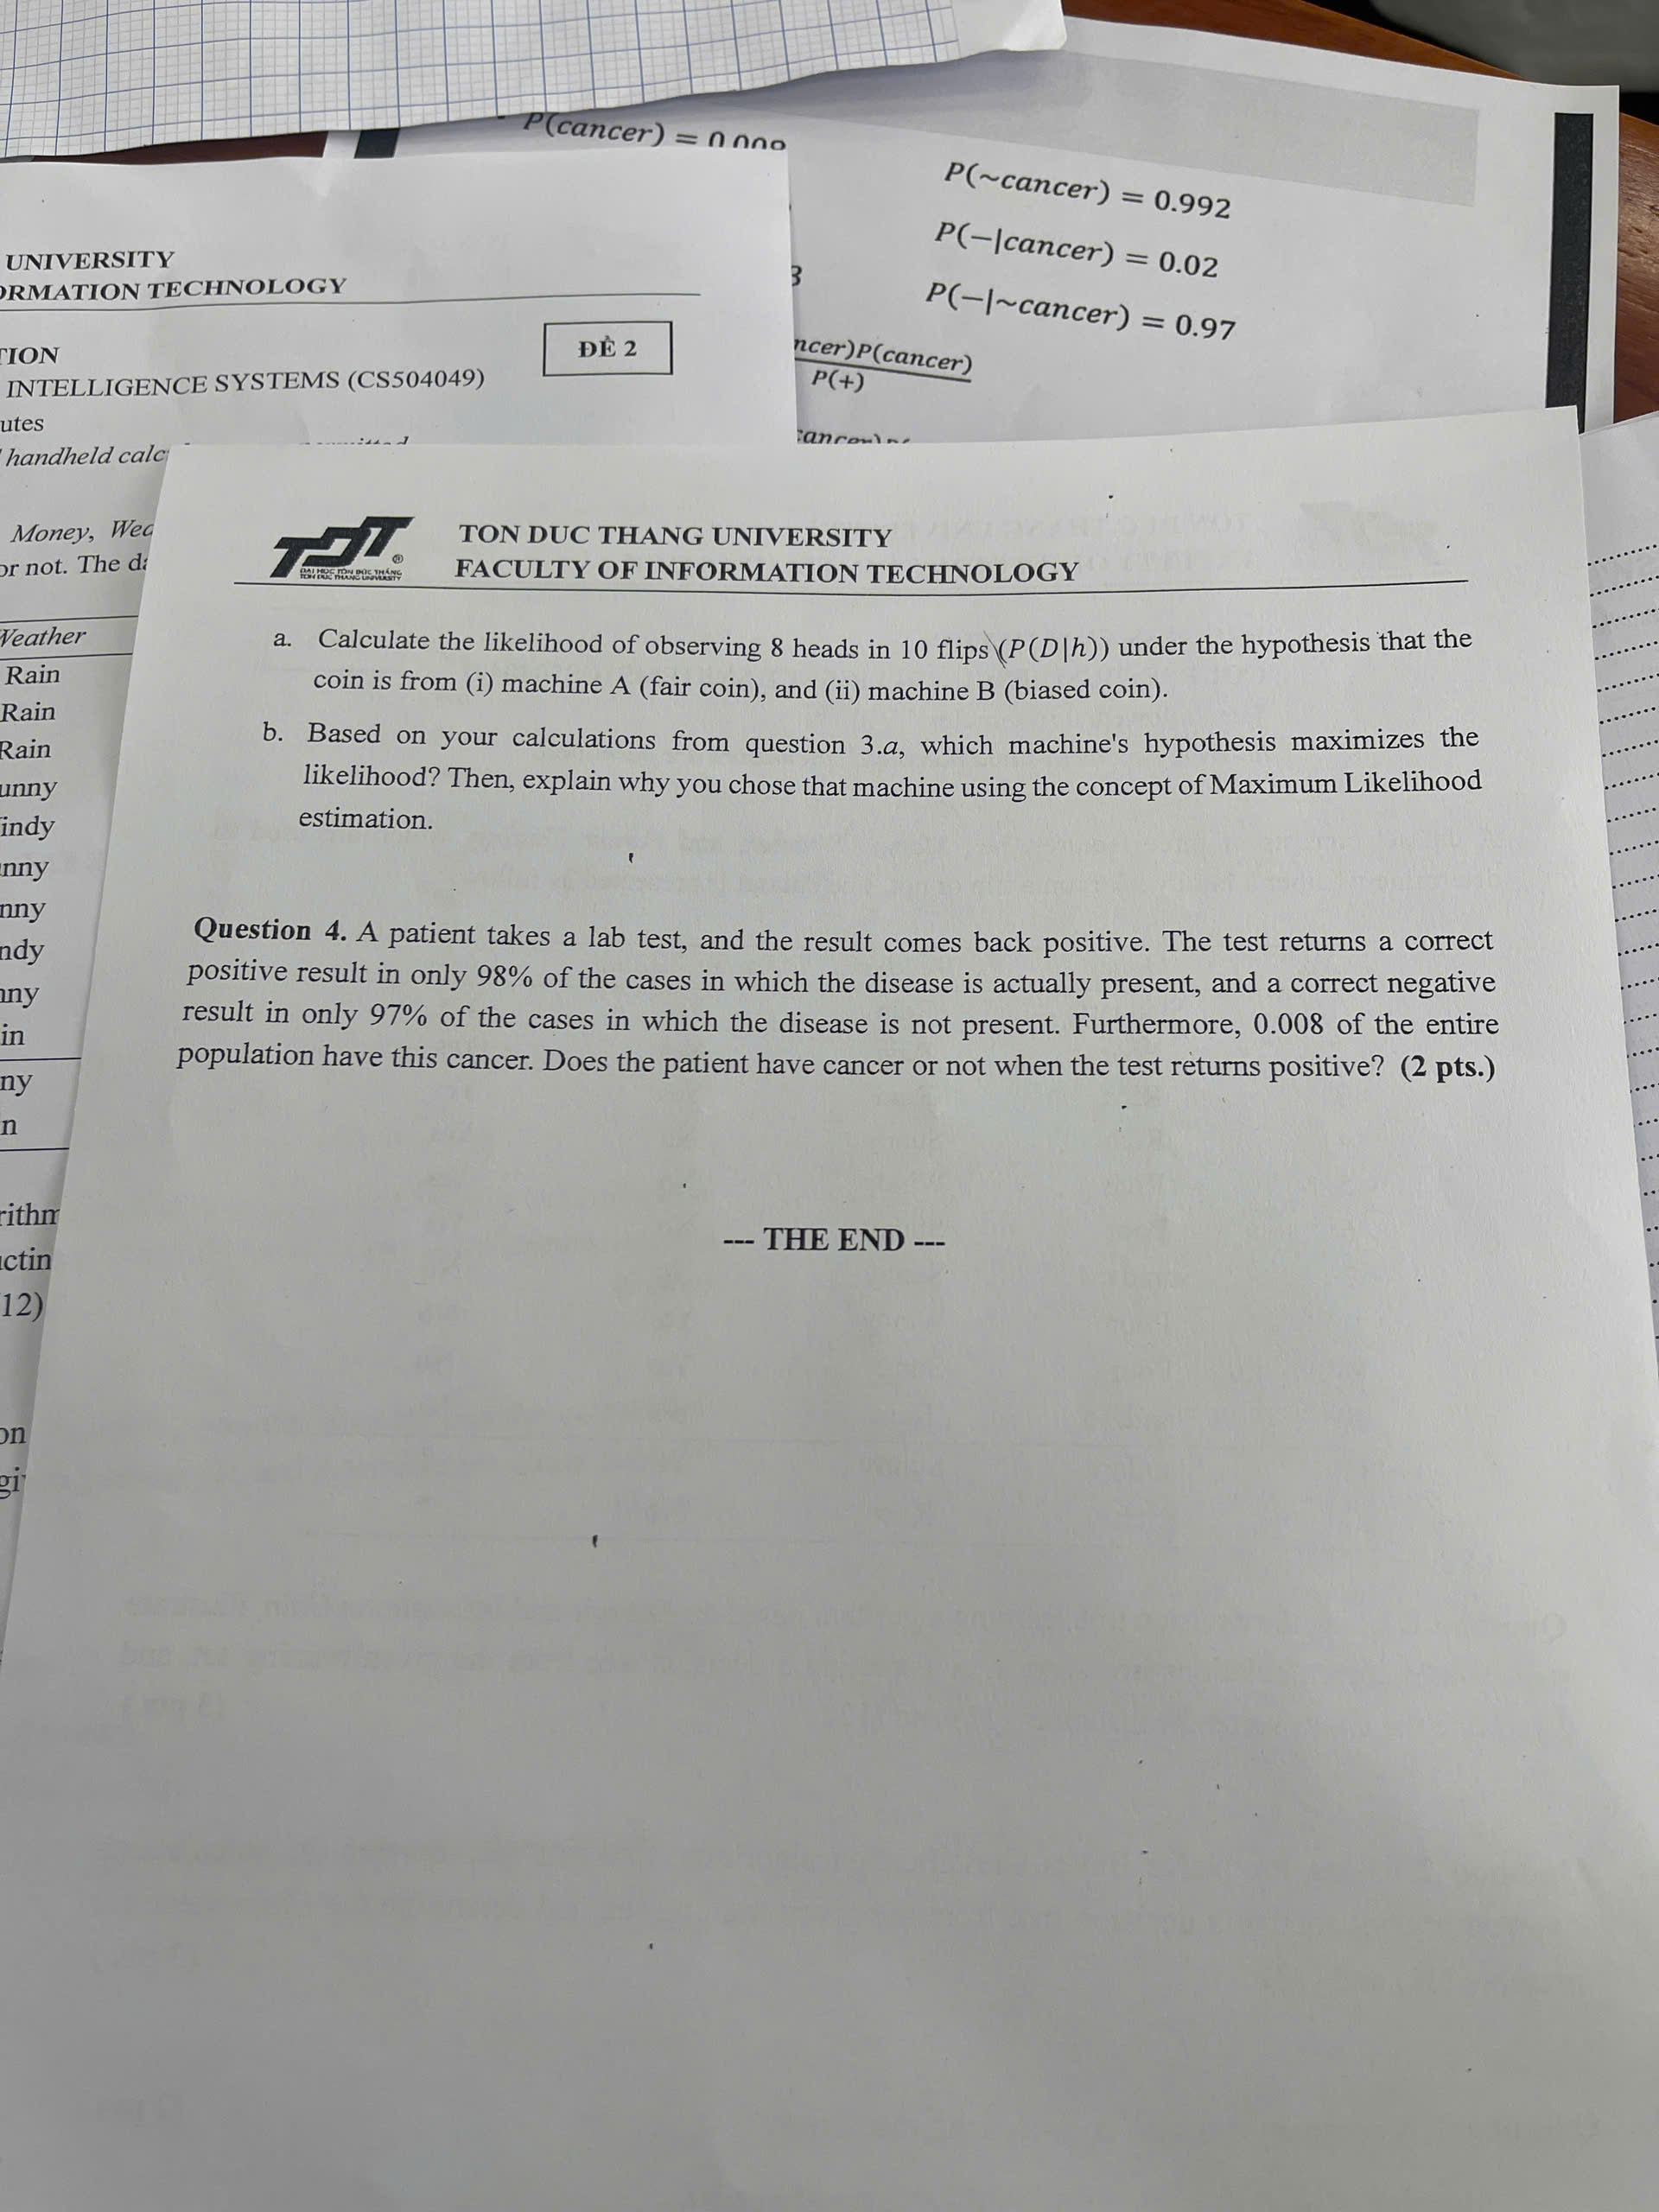 P(cancer) =
P(~cancer) = 0.992
P(−|cancer) = 0.02
3
P(−|~cancer) = 0.97
ncer)P(cancer)
P(+)
UNIVERSITY
ORMATION TECHNOLOGY
TION
ĐỀ 2
INTELLIGENCE SYSTEMS (CS504049)
utes
handheld calc
Money, Wea
or not. The da
Weather
Rain
Rain
Rain
unny
indy
nny
nny
ndy
nny
in
ny
n
rithm
ctin
12)
on
gi
TDT
®
ĐẠI HỌC TÔN ĐỨC THẮNG
TON DUC THANG UNIVERSITY
TON DUC THANG UNIVERSITY
FACULTY OF INFORMATION TECHNOLOGY
a. Calculate the likelihood of observing 8 heads in 10 flips (P(D|h)) under the hypothesis that the
coin is from (i) machine A (fair coin), and (ii) machine B (biased coin).
b. Based on your calculations from question 3.a, which machine's hypothesis maximizes the
likelihood? Then, explain why you chose that machine using the concept of Maximum Likelihood
estimation.
Question 4. A patient takes a lab test, and the result comes back positive. The test returns a correct
positive result in only 98% of the cases in which the disease is actually present, and a correct negative
result in only 97% of the cases in which the disease is not present. Furthermore, 0.008 of the entire
population have this cancer. Does the patient have cancer or not when the test returns positive? (2 pts.)
--- THE END ---